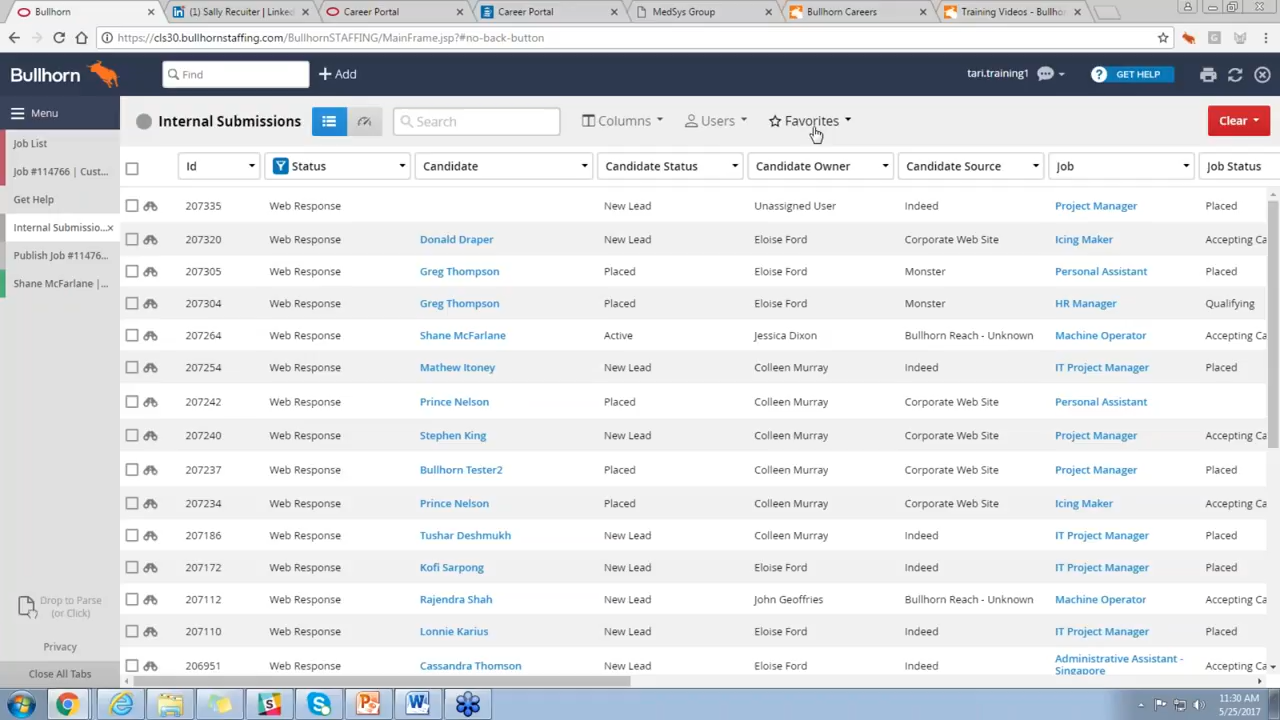 Bullhorn
(1) Sally Recuiter | Linked
Career Portal
Career Portal
MedSys Group
Bullhorn Careers
Training Videos - Bullhor
https://cls30.bullhornstaffing.com/BullhornSTAFFING/MainFrame.jsp?#no-back-button
Bullhorn
Find
Add
tari.training1
GET HELP
Menu
Internal Submissions
Search
Columns
Users
Favorites
Clear
Job List
Job #114766 | Cust...
Get Help
Internal Submissio...
Publish Job #11476...
Shane McFarlane |...
Id Status Candidate Candidate Status Candidate Owner Candidate Source Job Job Status
207335 Web Response New Lead Unassigned User Indeed Project Manager Placed
207320 Web Response Donald Draper New Lead Eloise Ford Corporate Web Site Icing Maker Accepting Ca
207305 Web Response Greg Thompson Placed Eloise Ford Monster Personal Assistant Placed
207304 Web Response Greg Thompson Placed Eloise Ford Monster HR Manager Qualifying
207264 Web Response Shane McFarlane Active Jessica Dixon Bullhorn Reach - Unknown Machine Operator Accepting Ca
207254 Web Response Mathew Itoney New Lead Colleen Murray Indeed IT Project Manager Placed
207242 Web Response Prince Nelson Placed Colleen Murray Corporate Web Site Personal Assistant
207240 Web Response Stephen King New Lead Colleen Murray Corporate Web Site Project Manager Accepting Ca
207237 Web Response Bullhorn Tester2 Placed Colleen Murray Corporate Web Site Project Manager Placed
207234 Web Response Prince Nelson Placed Colleen Murray Corporate Web Site Icing Maker Accepting Ca
207186 Web Response Tushar Deshmukh New Lead Colleen Murray Indeed IT Project Manager Placed
207172 Web Response Kofi Sarpong New Lead Eloise Ford Indeed IT Project Manager Placed
207112 Web Response Rajendra Shah New Lead John Geoffries Bullhorn Reach - Unknown Machine Operator Accepting Ca
207110 Web Response Lonnie Karius New Lead Eloise Ford Indeed IT Project Manager Placed
206951 Web Response Cassandra Thomson New Lead Eloise Ford Indeed Administrative Assistant - Accepting Ca
Singapore
Drop to Parse
(or Click)
Privacy
Close All Tabs
11:30 AM
5/25/2017